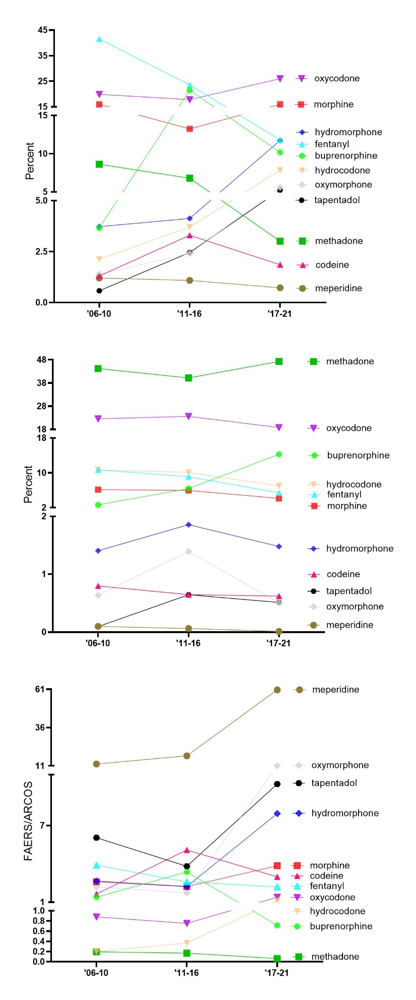 45
35
25
oxycodone
15
morphine
15
hydromorphone
fentanyl
10
buprenorphine
Percent
hydrocodone
oxymorphone
5
5.0
tapentadol
methadone
2.5
codeine
meperidine
0.0
'06-10 '11-16 '17-21
48
methadone
38
28
18
oxycodone
18
buprenorphine
10
Percent
hydrocodone
fentanyl
2
morphine
2
hydromorphone
1
codeine
tapentadol
oxymorphone
meperidine
0
'06-10 '11-16 '17-21
61
meperidine
36
11
oxymorphone
tapentadol
FAERS/ARCOS
hydromorphone
7
morphine
codeine
fentanyl
oxycodone
1
1.0
hydrocodone
0.8
buprenorphine
0.6
0.4
0.2
methadone
0.0
'06-10 '11-16 '17-21